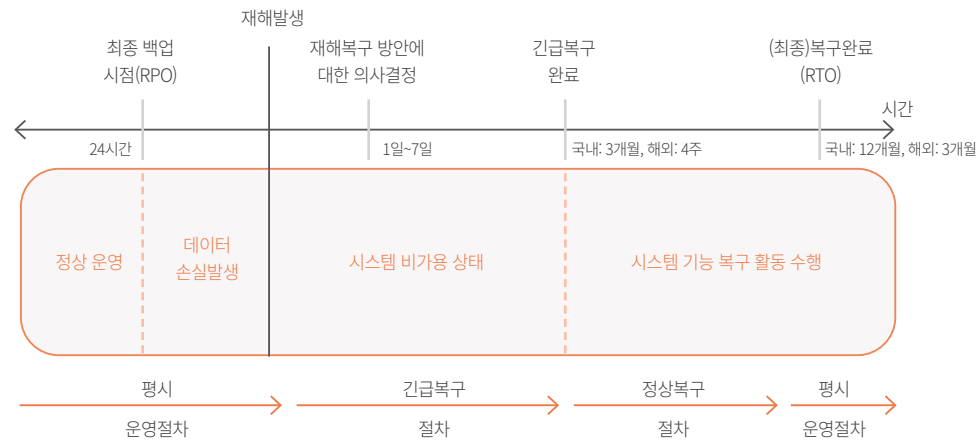 재해발생
최종 백업
시점(RPO)
재해복구 방안에
대한 의사결정
긴급복구
완료
(최종)복구완료
(RTO)
시간
24시간
1일~7일
국내: 3개월, 해외: 4주
국내: 12개월, 해외: 3개월
정상 운영
데이터
손실발생
시스템 비가용 상태
시스템 기능 복구 활동 수행
평시
운영절차
긴급복구
절차
정상복구
절차
평시
운영절차